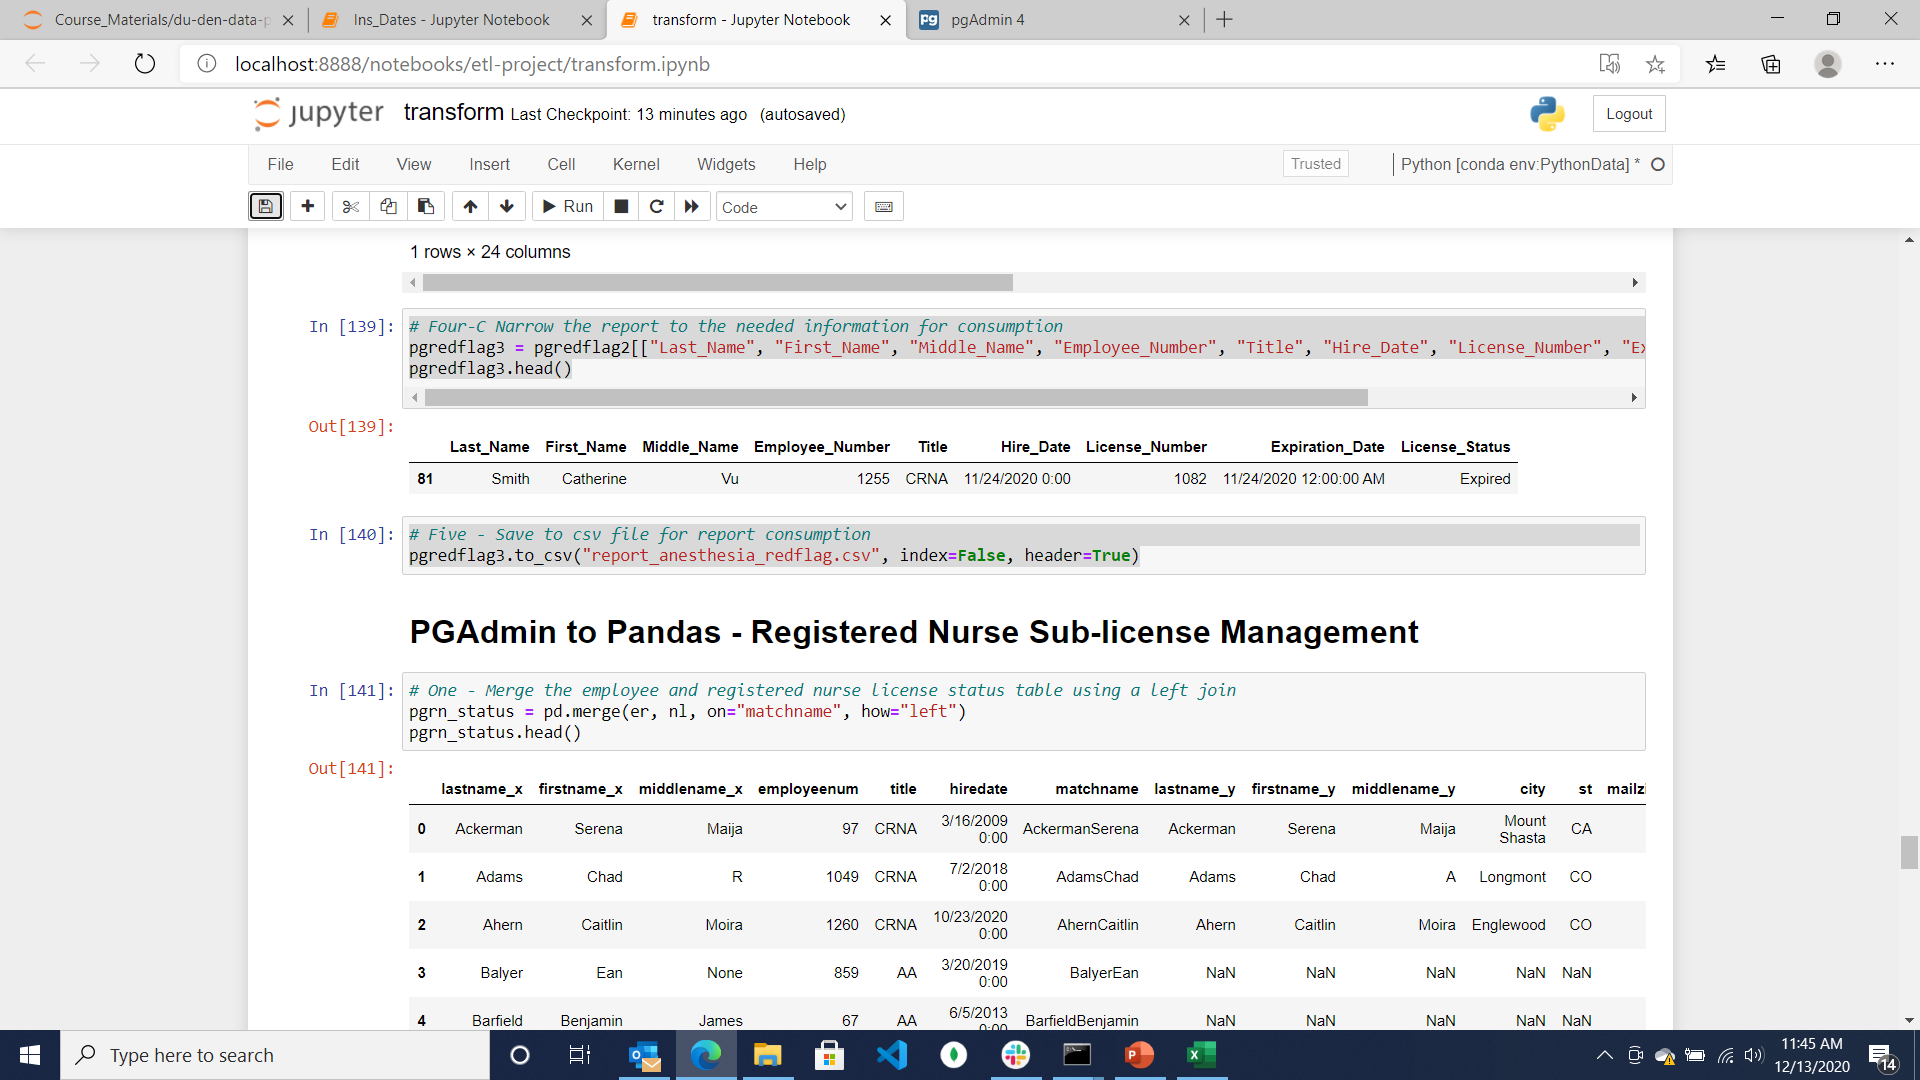 Course_Materials/du-den-data-p
Ins_Dates - Jupyter Notebook
transform - Jupyter Notebook
pgAdmin 4
localhost:8888/notebooks/etl-project/transform.ipynb
jupyter transform Last Checkpoint: 13 minutes ago (autosaved)
Logout
File Edit View Insert Cell Kernel Widgets Help
Trusted
Python [conda env:PythonData] *
Run
Code
1 rows × 24 columns
In [139]: # Four-C Narrow the report to the needed information for consumption
pgredflag3 = pgredflag2[["Last_Name", "First_Name", "Middle_Name", "Employee_Number", "Title", "Hire_Date", "License_Number", "Ex
pgredflag3.head()
Out[139]:
Last_Name First_Name Middle_Name Employee_Number Title Hire_Date License_Number Expiration_Date License_Status
81 Smith Catherine Vu 1255 CRNA 11/24/2020 0:00 1082 11/24/2020 12:00:00 AM Expired
In [140]: # Five - Save to csv file for report consumption
pgredflag3.to_csv("report_anesthesia_redflag.csv", index=False, header=True)
PGAdmin to Pandas - Registered Nurse Sub-license Management
In [141]: # One - Merge the employee and registered nurse license status table using a left join
pgrn_status = pd.merge(er, nl, on="matchname", how="left")
pgrn_status.head()
Out[141]:
lastname_x firstname_x middlename_x employeenum title hiredate matchname lastname_y firstname_y middlename_y city st mailzi
0 Ackerman Serena Maija 97 CRNA 3/16/2009 0:00 AckermanSerena Ackerman Serena Maija Mount Shasta CA
1 Adams Chad R 1049 CRNA 7/2/2018 0:00 AdamsChad Adams Chad A Longmont CO
2 Ahern Caitlin Moira 1260 CRNA 10/23/2020 0:00 AhernCaitlin Ahern Caitlin Moira Englewood CO
3 Balyer Ean None 859 AA 3/20/2019 0:00 BalyerEan NaN NaN NaN NaN NaN
4 Barfield Benjamin James 67 AA 6/5/2013 0:00 BarfieldBenjamin NaN NaN NaN NaN NaN
Type here to search
11:45 AM
12/13/2020
14